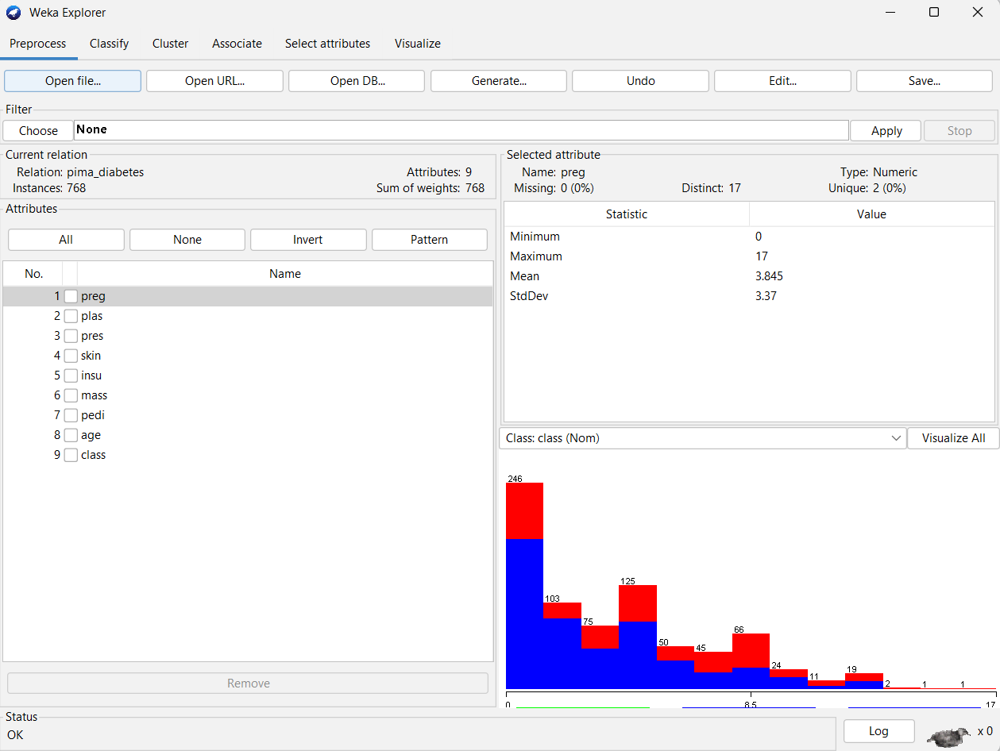 Weka Explorer
Preprocess Classify Cluster Associate Select attributes Visualize
Open file... Open URL... Open DB... Generate... Undo Edit... Save...
Filter
Choose None Apply Stop
Current relation
Relation: pima_diabetes Attributes: 9
Instances: 768 Sum of weights: 768
Attributes
All None Invert Pattern
No. Name
1 preg
2 plas
3 pres
4 skin
5 insu
6 mass
7 pedi
8 age
9 class
Remove
Selected attribute
Name: preg Type: Numeric
Missing: 0 (0%) Distinct: 17 Unique: 2 (0%)
Statistic Value
Minimum 0
Maximum 17
Mean 3.845
StdDev 3.37
Class: class (Nom) Visualize All
246
103
75
125
50
45
66
24
11
19
2
1
1
0 8.5 17
Status
OK Log x 0